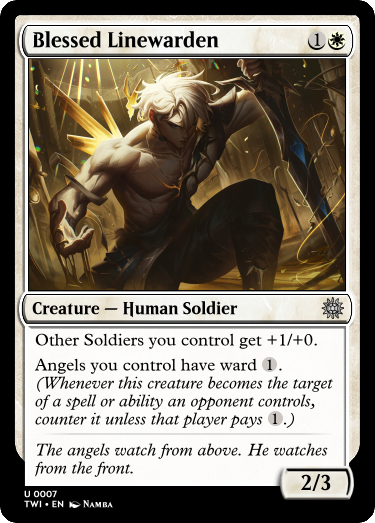 Blessed Linewarden 1
Creature — Human Soldier
Other Soldiers you control get +1/+0.
Angels you control have ward 1.
(Whenever this creature becomes the target
of a spell or ability an opponent controls,
counter it unless that player pays 1.)
The angels watch from above. He watches
from the front.
2/3
U 0007
TWI • EN Namba